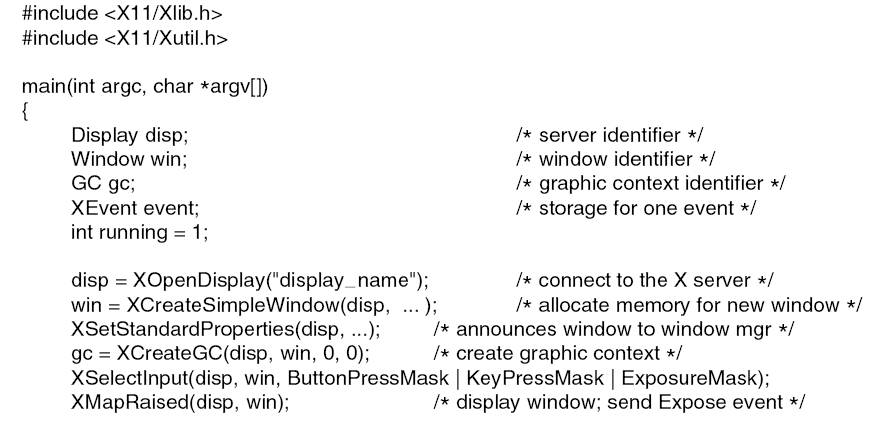 #include <X11/Xlib.h>
#include <X11/Xutil.h>
main(int argc, char *argv[])
{
Display disp; /* server identifier */
Window win; /* window identifier */
GC gc; /* graphic context identifier */
XEvent event; /* storage for one event */
int running = 1;
disp = XOpenDisplay("display_name"); /* connect to the X server */
win = XCreateSimpleWindow(disp, ... ); /* allocate memory for new window */
XSetStandardProperties(disp, ...); /* announces window to window mgr */
gc = XCreateGC(disp, win, 0, 0); /* create graphic context */
XSelectInput(disp, win, ButtonPressMask | KeyPressMask | ExposureMask);
XMapRaised(disp, win); /* display window; send Expose event */